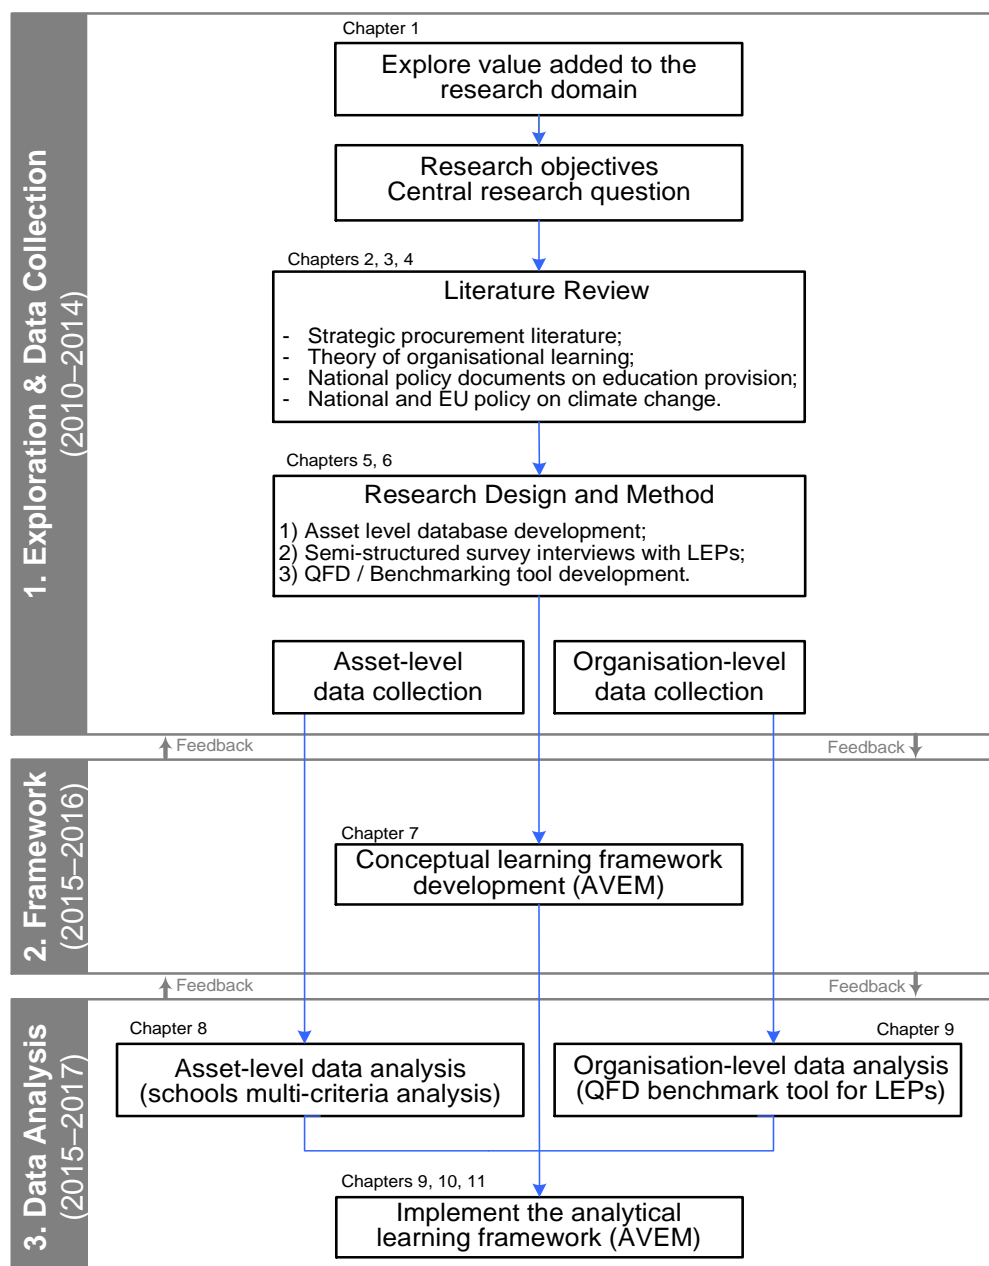 1. Exploration & Data Collection
(2010–2014)
Chapter 1
Explore value added to the
research domain
Research objectives
Central research question
Chapters 2, 3, 4
Literature Review
- Strategic procurement literature;
- Theory of organisational learning;
- National policy documents on education provision;
- National and EU policy on climate change.
Chapters 5, 6
Research Design and Method
1) Asset level database development;
2) Semi-structured survey interviews with LEPs;
3) QFD / Benchmarking tool development.
Asset-level
data collection
Organisation-level
data collection
Feedback
Feedback
2. Framework
(2015–2016)
Chapter 7
Conceptual learning framework
development (AVEM)
Feedback
Feedback
3. Data Analysis
(2015–2017)
Chapter 8
Asset-level data analysis
(schools multi-criteria analysis)
Chapter 9
Organisation-level data analysis
(QFD benchmark tool for LEPs)
Chapters 9, 10, 11
Implement the analytical
learning framework (AVEM)